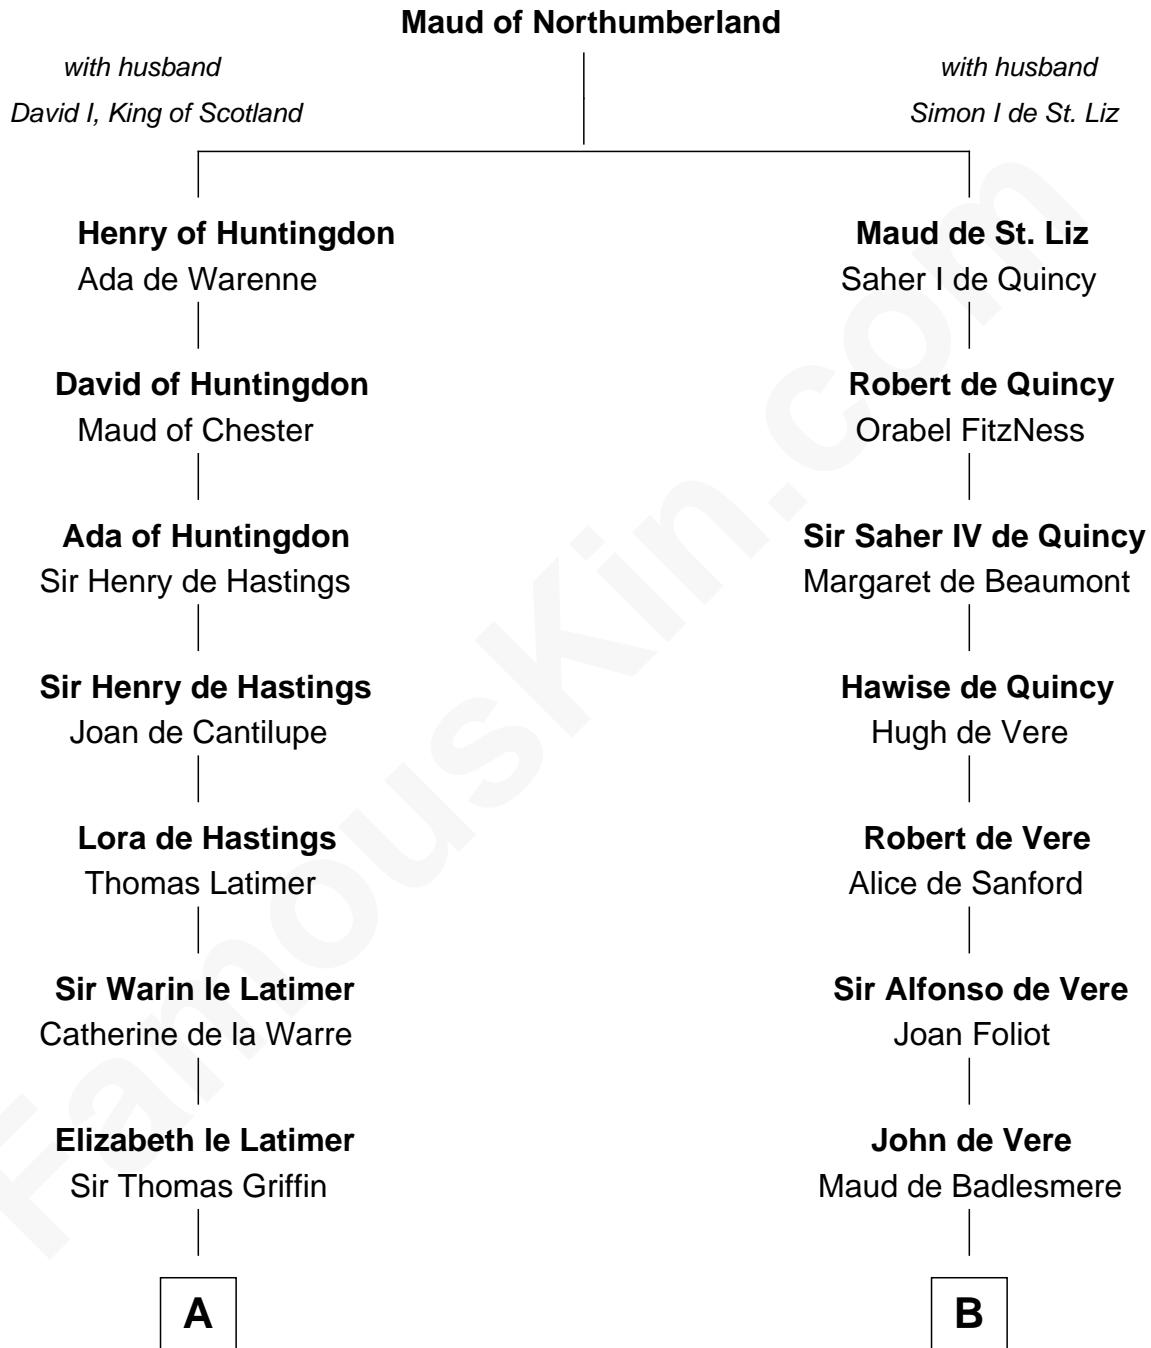 Maud of Northumberland
with husband
David I, King of Scotland
with husband
Simon I de St. Liz
Henry of Huntingdon
Ada de Warenne
Maud de St. Liz
Saher I de Quincy
David of Huntingdon
Maud of Chester
Robert de Quincy
Orabel FitzNess
Ada of Huntingdon
Sir Henry de Hastings
Sir Saher IV de Quincy
Margaret de Beaumont
Sir Henry de Hastings
Joan de Cantilupe
Hawise de Quincy
Hugh de Vere
Lora de Hastings
Thomas Latimer
Robert de Vere
Alice de Sanford
Sir Warin le Latimer
Catherine de la Warre
Sir Alfonso de Vere
Joan Foliot
Elizabeth le Latimer
Sir Thomas Griffin
John de Vere
Maud de Badlesmere
A
B
FamousKin.com